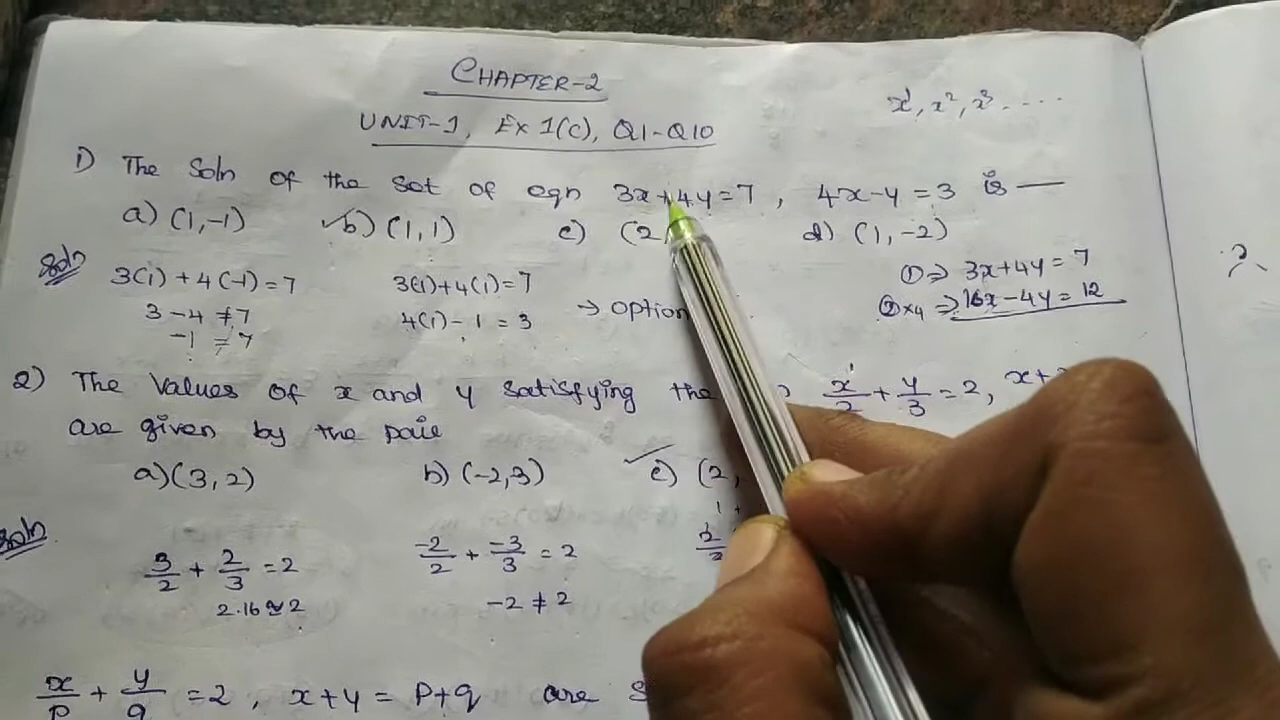 CHAPTER-2
x¹, x², x³ ....
UNIT-1, Ex 1(C), Q1-Q10
1) The Soln of the set of eqn 3x+4y=7, 4x-y=3 is —
a) (1,-1) b) (1,1) c) (2, d) (1,-2)
Soln 3(1)+4(-1)=7 3(1)+4(1)=7 ①⇒ 3x+4y=7
3-4≠7 4(1)-1=3 → option ②×4 ⇒ 16x-4y=12
-1≠7
2) The values of x and y satisfying the x/2 + y/3 = 2, x+
are given by the pair
a)(3,2) b)(-2,3) c) (2,
Soln 3/2 + 2/3 = 2 -2/2 + -3/3 = 2
2.16≈2 -2≠2
x/p + y/q = 2, x+y = p+q are